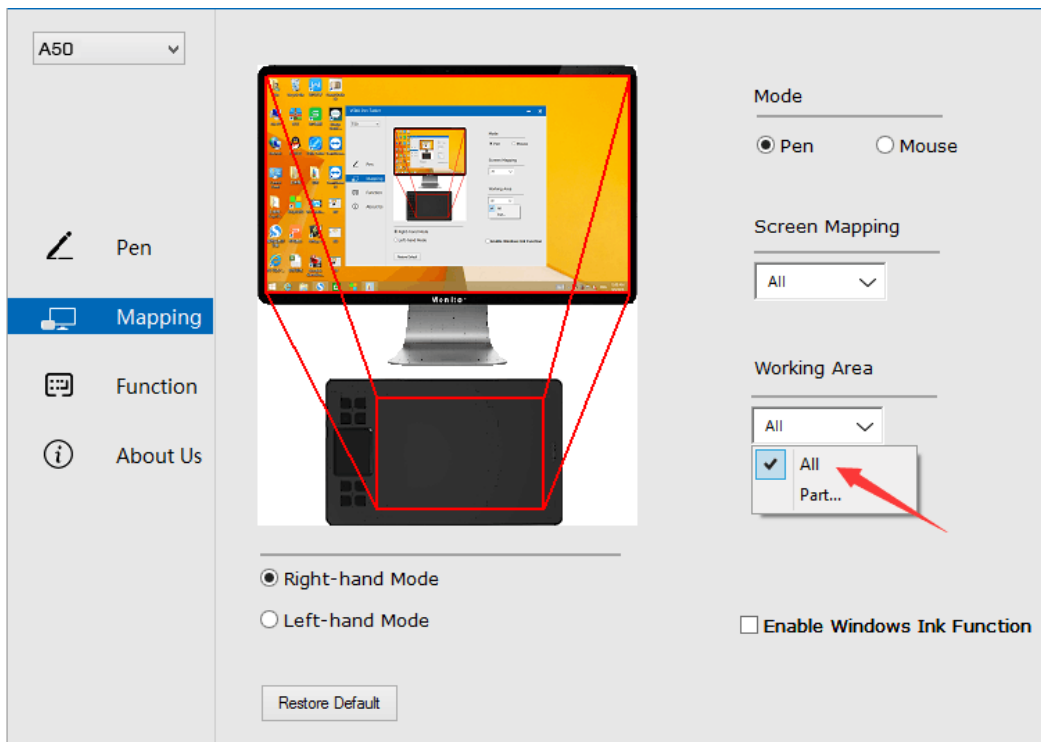 A50
Pen
Mapping
Function
About Us
Monitor
Right-hand Mode
Left-hand Mode
Restore Default
Mode
Pen
Mouse
Screen Mapping
All
Working Area
All
All
Part...
Enable Windows Ink Function